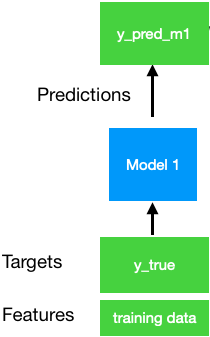 y_pred_m1
Predictions
Model 1
Targets
y_true
Features
training data